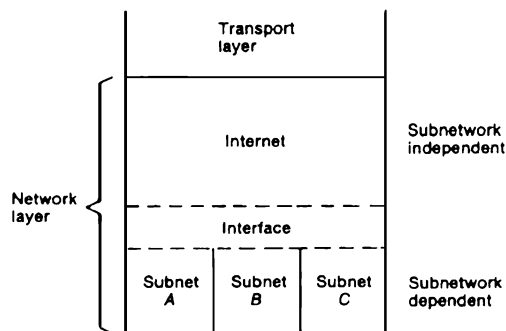 Transport
layer
Internet
Subnetwork
independent
Network
layer
Interface
Subnet
A
Subnet
B
Subnet
C
Subnetwork
dependent